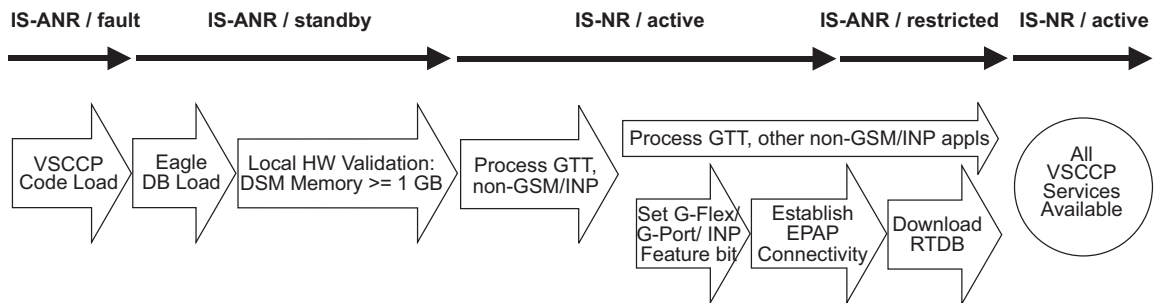 IS-ANR / fault
IS-ANR / standby
IS-NR / active
IS-ANR / restricted
IS-NR / active
VSCCP
Code Load
Eagle
DB Load
Local HW Validation:
DSM Memory >= 1 GB
Process GTT,
non-GSM/INP
Process GTT, other non-GSM/INP appls
Set G-Flex/
G-Port/ INP
Feature bit
Establish
EPAP
Connectivity
Download
RTDB
All
VSCCP
Services
Available